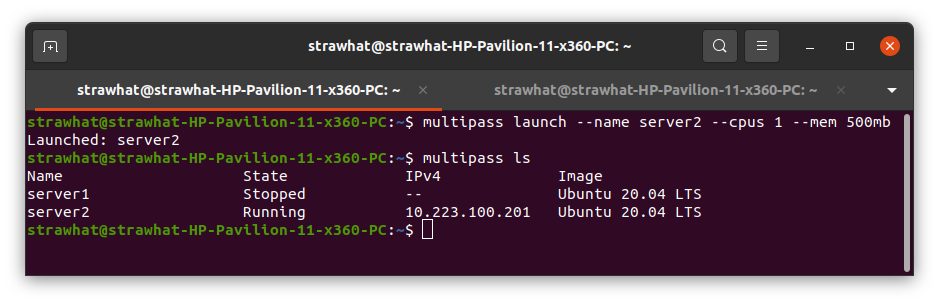 strawhat@strawhat-HP-Pavilion-11-x360-PC: ~
strawhat@strawhat-HP-Pavilion-11-x360-PC: ~ × strawhat@strawhat-HP-Pavilion-11-x360-PC: ~ ×
strawhat@strawhat-HP-Pavilion-11-x360-PC:~$ multipass launch --name server2 --cpus 1 --mem 500mb
Launched: server2
strawhat@strawhat-HP-Pavilion-11-x360-PC:~$ multipass ls
Name State IPv4 Image
server1 Stopped -- Ubuntu 20.04 LTS
server2 Running 10.223.100.201 Ubuntu 20.04 LTS
strawhat@strawhat-HP-Pavilion-11-x360-PC:~$